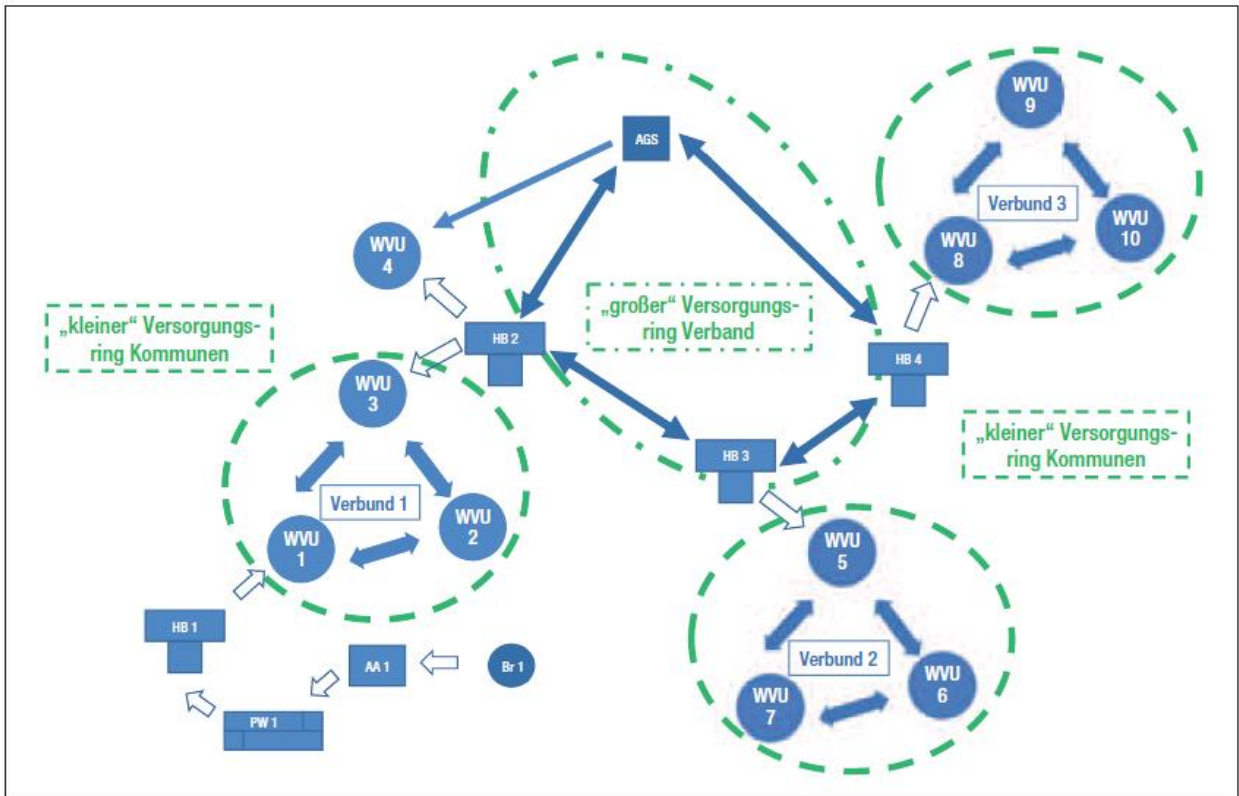 WVU
9
AGS
Verbund 3
WVU
10
WVU
8
WVU
4
„kleiner“ Versorgungs-
ring Kommunen
„großer“ Versorgungs-
ring Verband
HB 2
HB 4
WVU
3
„kleiner“ Versorgungs-
ring Kommunen
HB 3
Verbund 1
WVU
2
WVU
1
WVU
5
HB 1
AA 1
Br 1
Verbund 2
WVU
6
WVU
7
PW 1